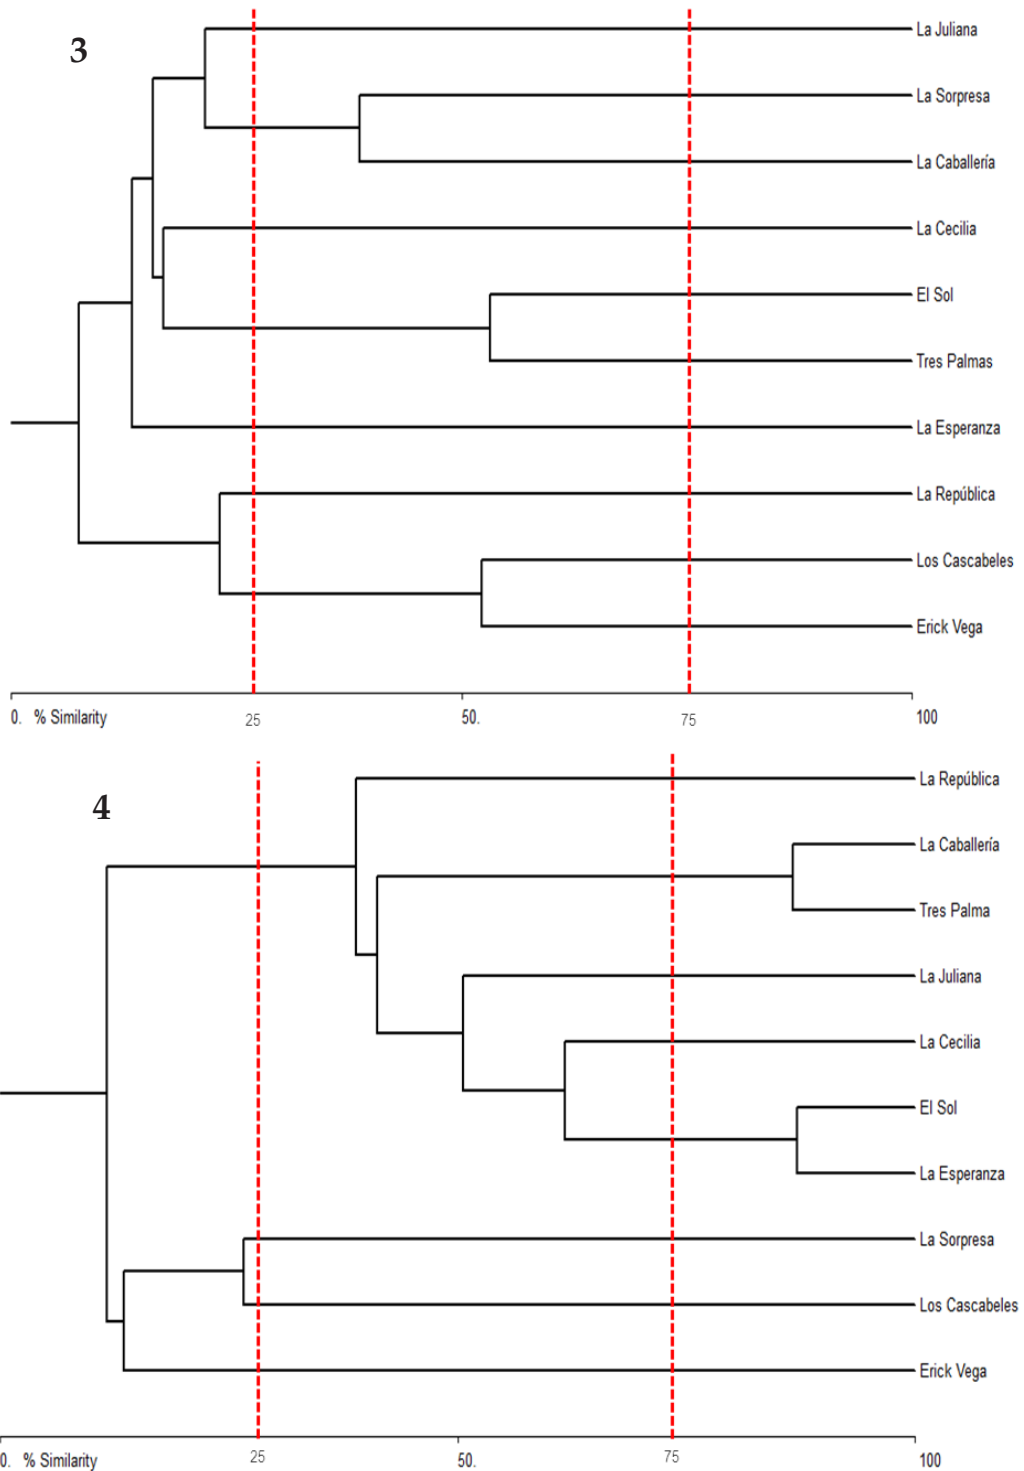 3
La Juliana
La Sorpresa
La Caballería
La Cecilia
El Sol
Tres Palmas
La Esperanza
La República
Los Cascabeles
Erick Vega
0. % Similarity 25 50. 75 100
4
La República
La Caballería
Tres Palma
La Juliana
La Cecilia
El Sol
La Esperanza
La Sorpresa
Los Cascabeles
Erick Vega
0. % Similarity 25 50. 75 100